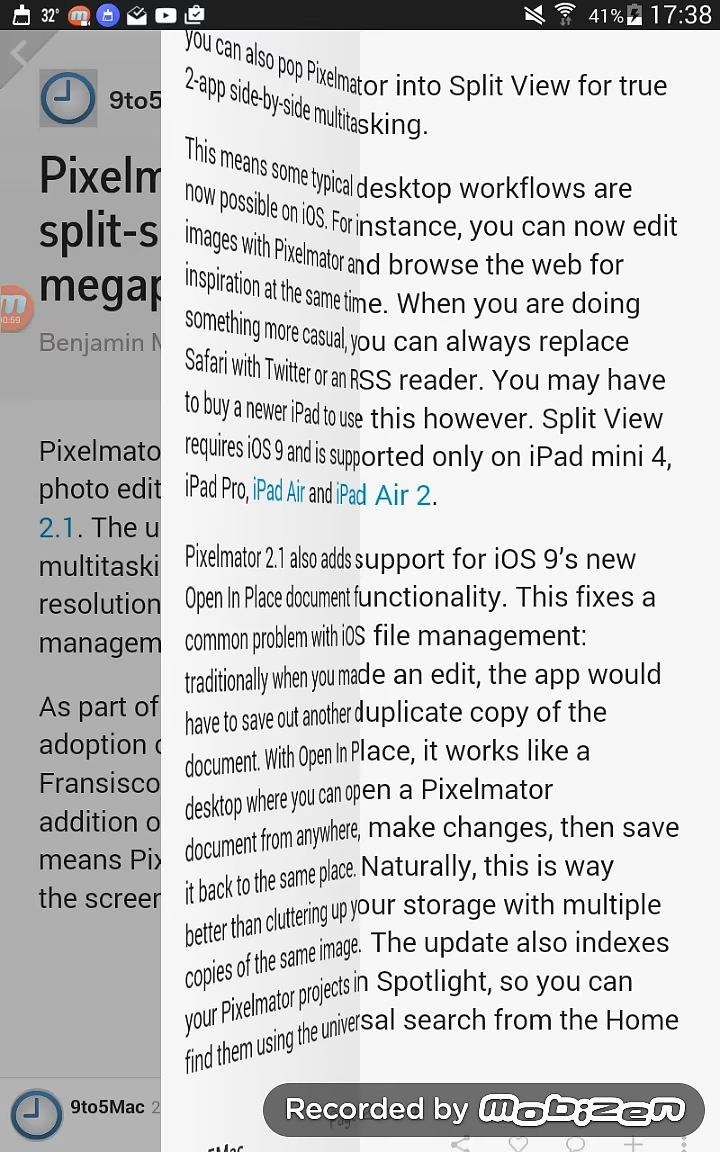 32°
41%
17:38
9to5
Pixelm
split-s
megap
00:59
Benjamin M
Pixelmato
photo edit
2.1. The u
multitaski
resolution
managem
As part of
adoption
Fransisco
addition o
means Pix
the screen
9to5Mac 2
you can also pop Pixelmator into Split View for true
2-app side-by-side multitasking.
This means some typical desktop workflows are
now possible on iOS. For instance, you can now edit
images with Pixelmator and browse the web for
inspiration at the same time. When you are doing
something more casual, you can always replace
Safari with Twitter or an RSS reader. You may have
to buy a newer iPad to use this however. Split View
requires iOS 9 and is supported only on iPad mini 4,
iPad Pro, iPad Air and iPad Air 2.
Pixelmator 2.1 also adds support for iOS 9’s new
Open In Place document functionality. This fixes a
common problem with iOS file management:
traditionally when you made an edit, the app would
have to save out another duplicate copy of the
document. With Open In Place, it works like a
desktop where you can open a Pixelmator
document from anywhere, make changes, then save
it back to the same place. Naturally, this is way
better than cluttering up your storage with multiple
copies of the same image. The update also indexes
your Pixelmator projects in Spotlight, so you can
find them using the universal search from the Home
Recorded by mobizen
5Mac